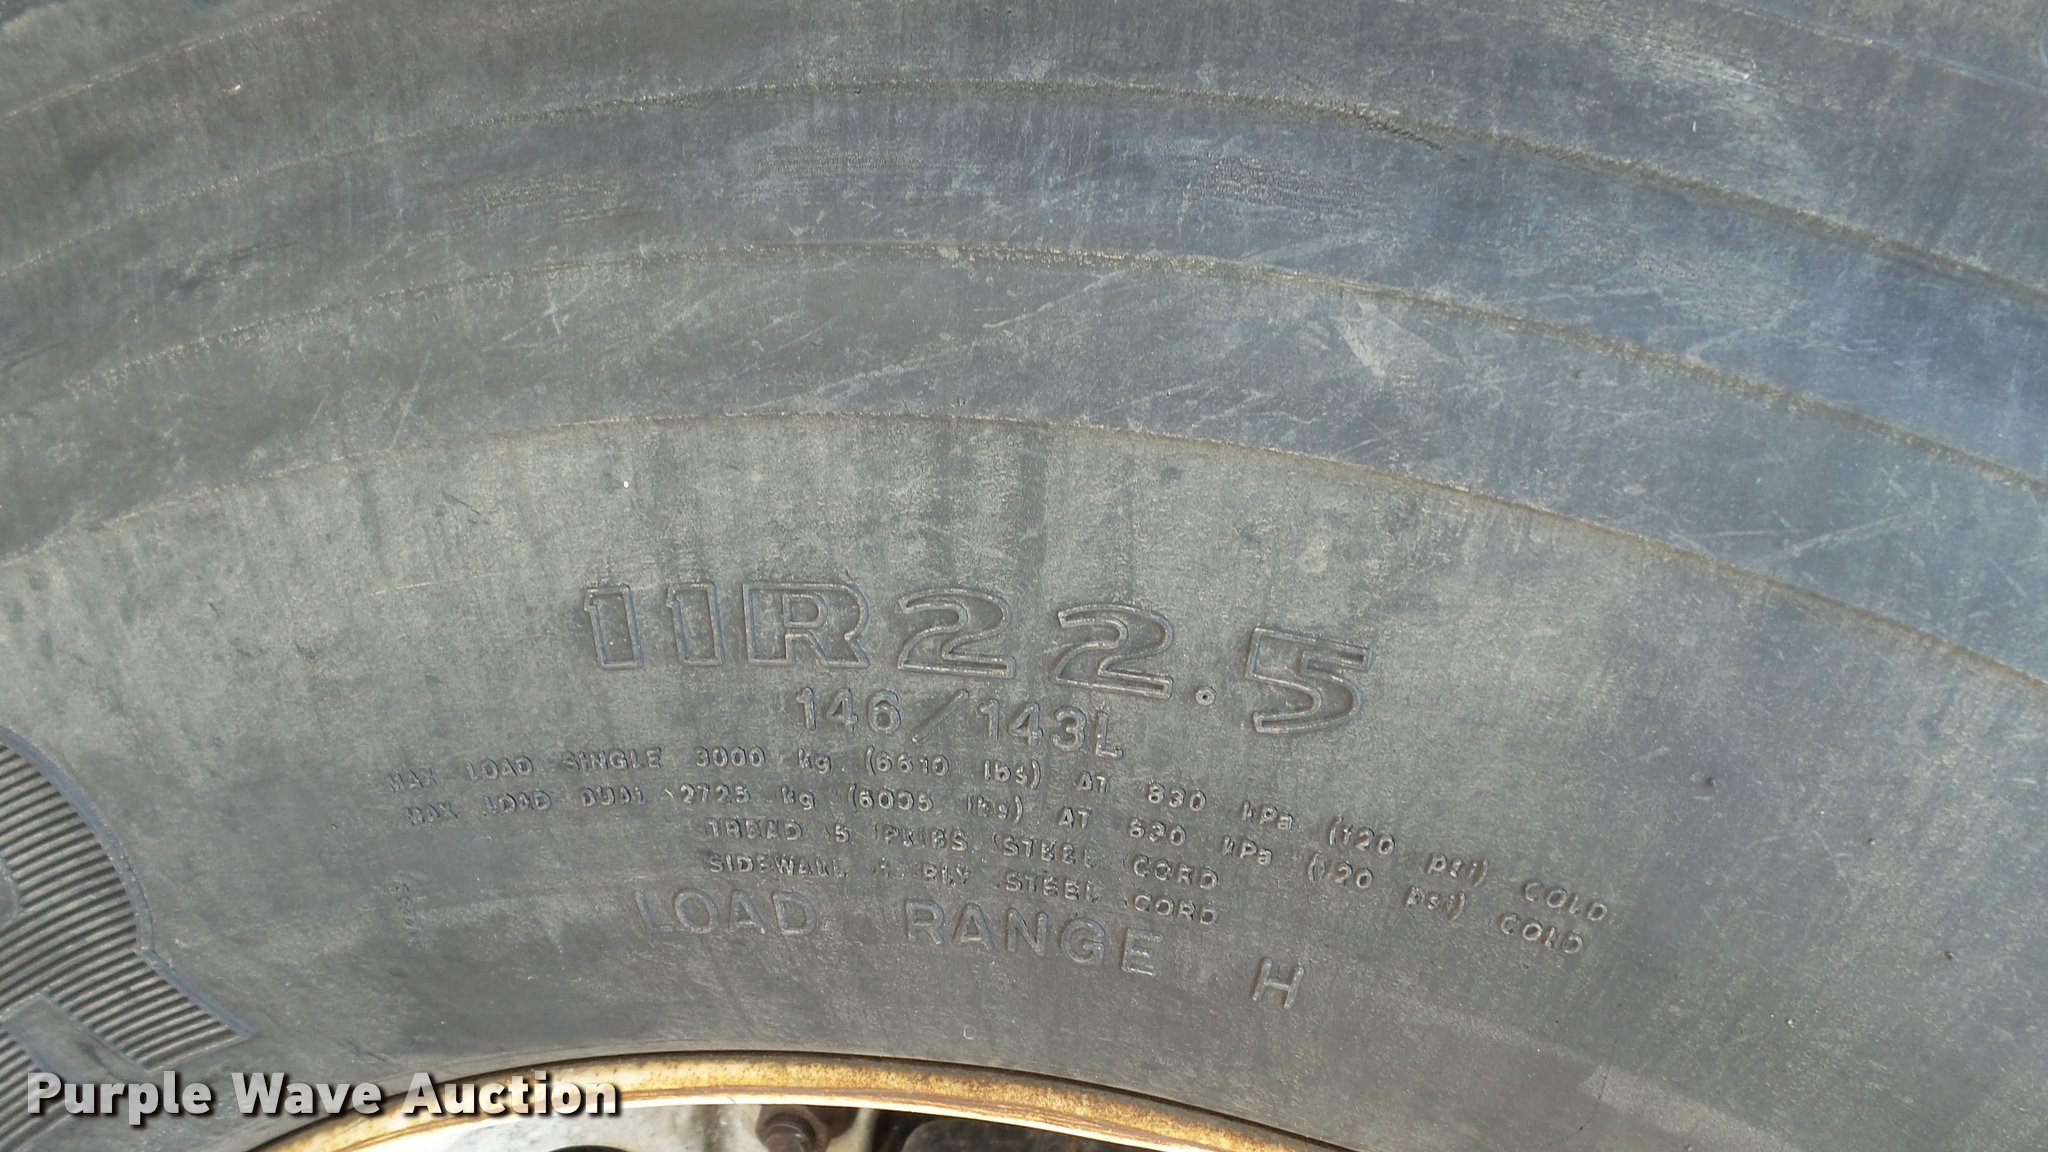 11R22.5
146/143L
MAX LOAD SINGLE 3000 kg (6610 lbs) AT 830 kPa (120 psi) COLD
MAX LOAD DUAL 2725 kg (6005 lbs) AT 830 kPa (120 psi) COLD
TREAD 5 PLIES STEEL CORD
SIDEWALL 1 PLY STEEL CORD
LOAD RANGE H
Purple Wave Auction